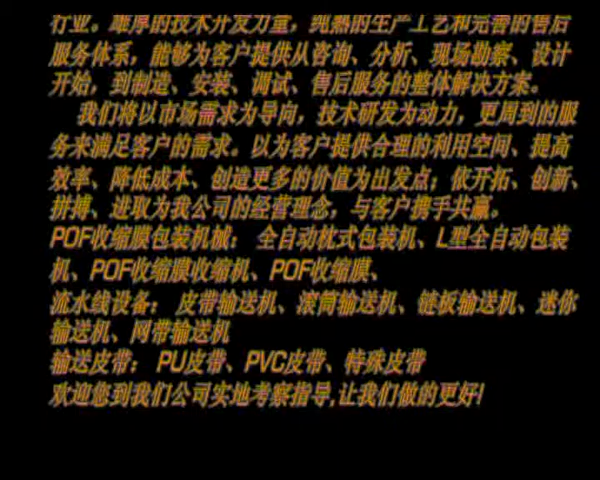 行业。雄厚的技术开发力量，纯熟的生产工艺和完善的售后
服务体系，能够为客户提供从咨询、分析、现场勘察、设计
开始，到制造、安装、调试、售后服务的整体解决方案。
我们将以市场需求为导向，技术研发为动力，更周到的服
务来满足客户的需求。以为客户提供合理的利用空间、提高
效率、降低成本、创造更多的价值为出发点；依开拓、创新、
拼搏、进取为我公司的经营理念，与客户携手共赢。
POF收缩膜包装机械： 全自动枕式包装机、L型全自动包装
机、POF收缩膜收缩机、POF收缩膜、
流水线设备： 皮带输送机、滚筒输送机、链板输送机、迷你
输送机、网带输送机
输送皮带： PU皮带、PVC皮带、特殊皮带
欢迎您到我们公司实地考察指导,让我们做的更好!